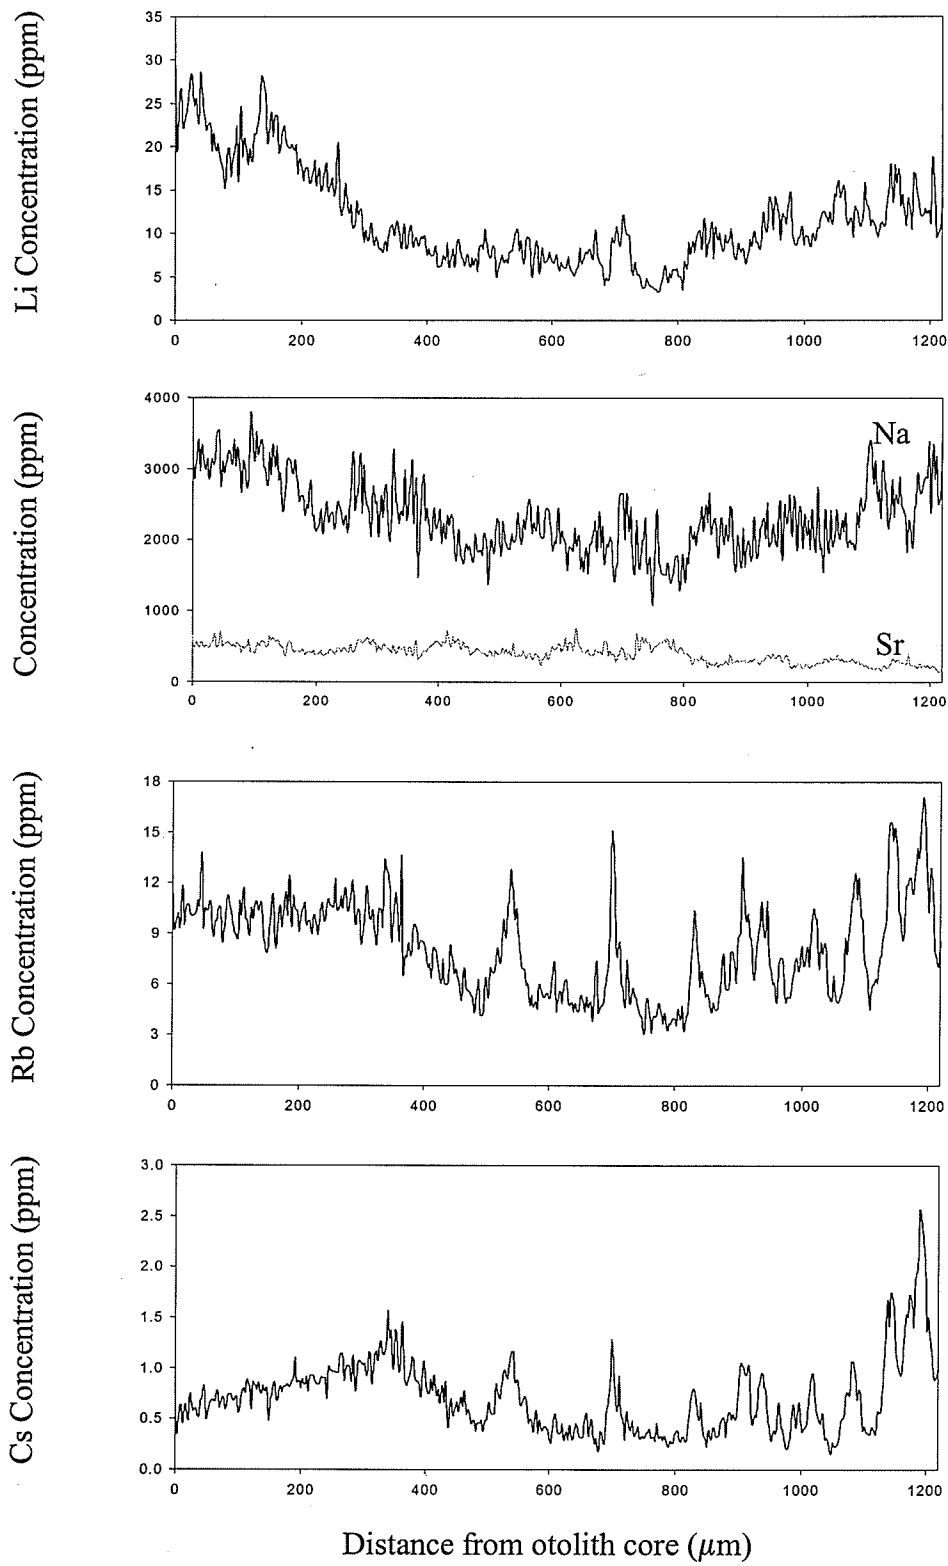 Li Concentration (ppm)
35
30
25
20
15
10
5
0
0 200 400 600 800 1000 1200
Concentration (ppm)
4000
3000
2000
1000
0
Na
Sr
0 200 400 600 800 1000 1200
Rb Concentration (ppm)
18
15
12
9
6
3
0
0 200 400 600 800 1000 1200
Cs Concentration (ppm)
3.0
2.5
2.0
1.5
1.0
0.5
0.0
0 200 400 600 800 1000 1200
Distance from otolith core (μm)